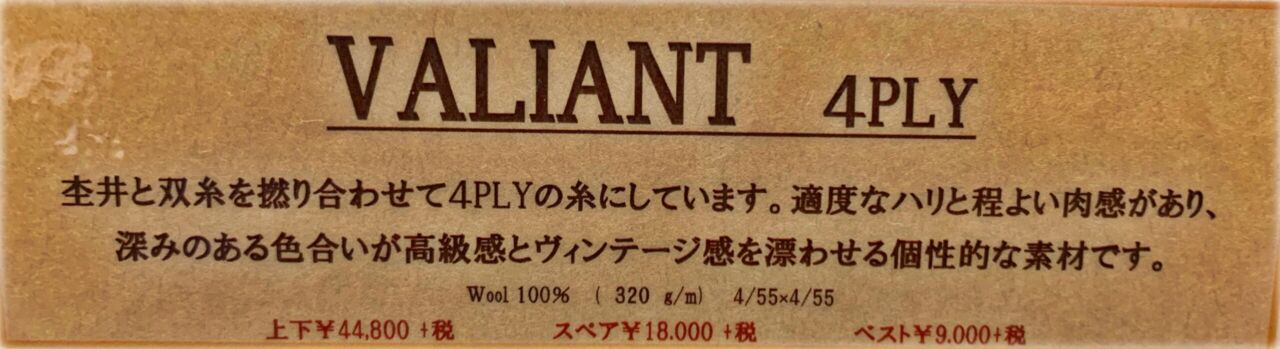 VALIANT 4PLY
杢井と双糸を撚り合わせて4PLYの糸にしています。適度なハリと程よい肉感があり、
深みのある色合いが高級感とヴィンテージ感を漂わせる個性的な素材です。
Wool 100% ( 320 g/m) 4/55×4/55
上下¥44,800 +税 スペア¥18.000 +税 ベスト¥9.000+税